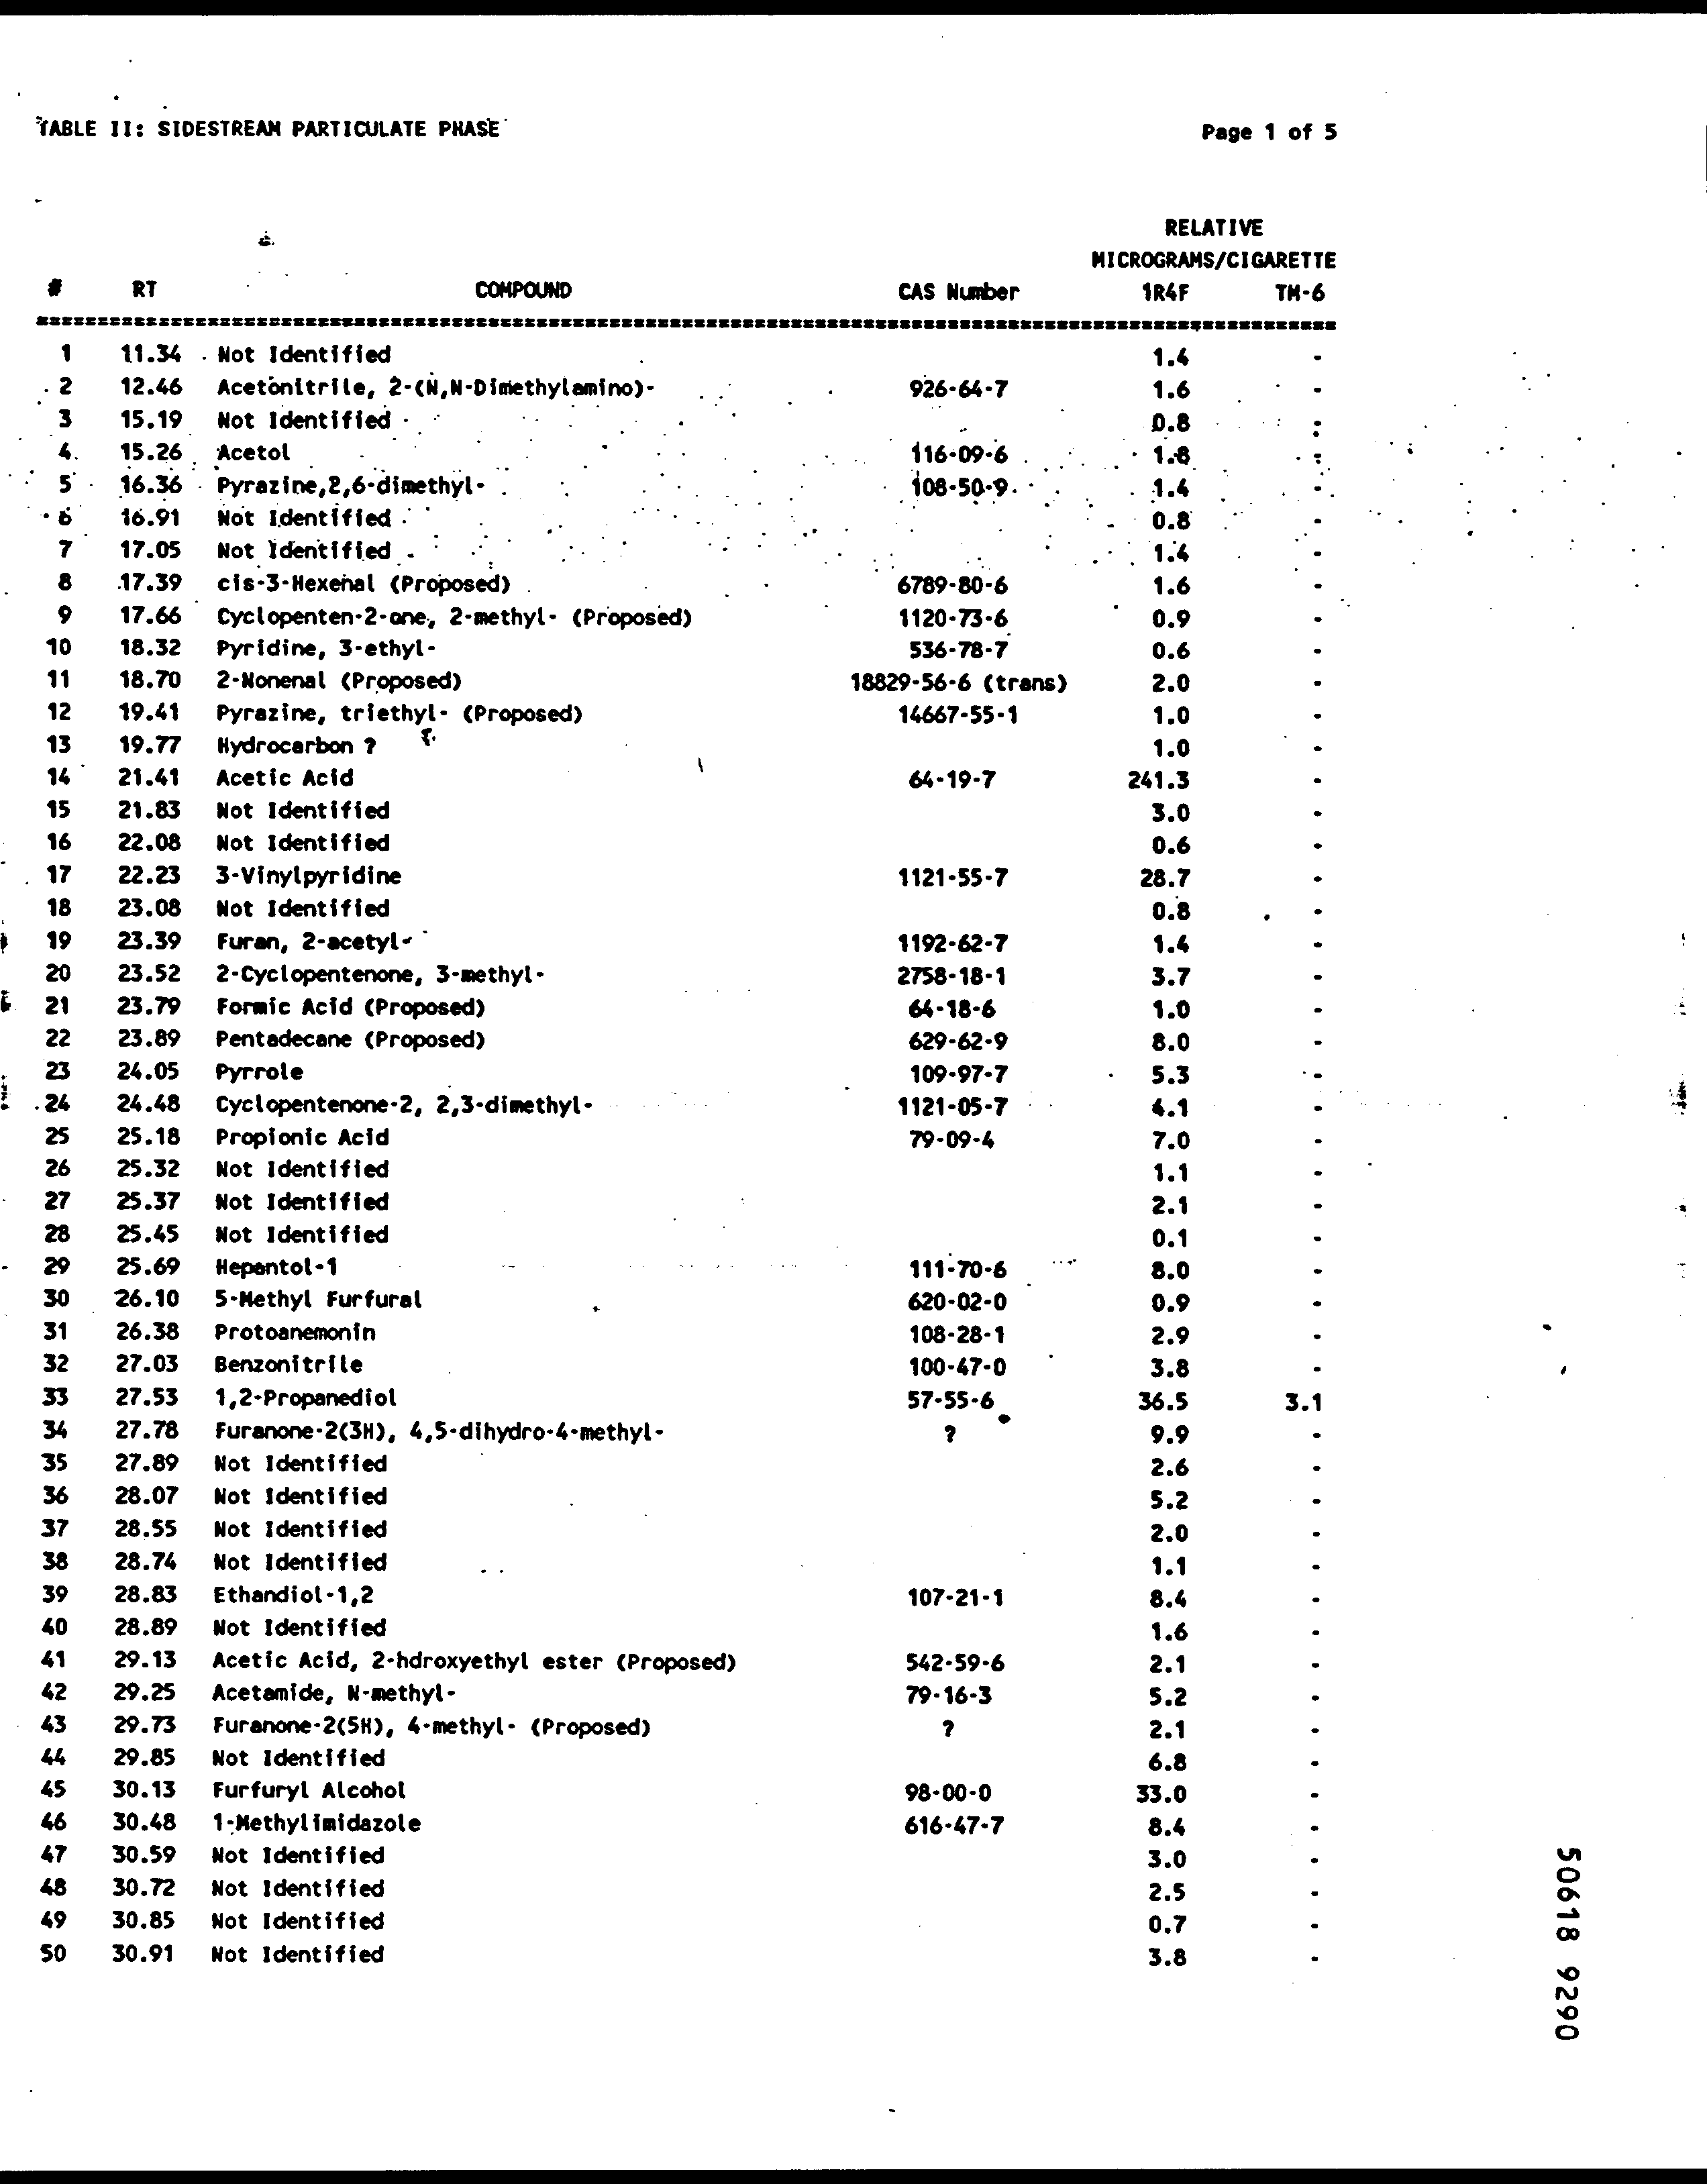 TABLE II: SIDESTREAM PARTICULATE PHASE Page 1 of 5
RELATIVE
MICROGRAMS/CIGARETTE
# RT COMPOUND CAS Number 1R4F TM-6
1 11.34 Not Identified 1.4 -
2 12.46 Acetonitrile, 2-(N,N-Dimethylamino)- 926-64-7 1.6 -
3 15.19 Not Identified 0.8 -
4 15.26 Acetol 116-09-6 1.8 -
5 16.36 Pyrazine,2,6-dimethyl- 108-50-9 1.4 -
6 16.91 Not Identified 0.8 -
7 17.05 Not Identified 1.4 -
8 17.39 cis-3-Hexenal (Proposed) 6789-80-6 1.6 -
9 17.66 Cyclopenten-2-one, 2-methyl- (Proposed) 1120-73-6 0.9 -
10 18.32 Pyridine, 3-ethyl- 536-78-7 0.6 -
11 18.70 2-Nonenal (Proposed) 18829-56-6 (trans) 2.0 -
12 19.41 Pyrazine, triethyl- (Proposed) 14667-55-1 1.0 -
13 19.77 Hydrocarbon ? 1.0 -
14 21.41 Acetic Acid 64-19-7 241.3 -
15 21.83 Not Identified 3.0 -
16 22.08 Not Identified 0.6 -
17 22.23 3-Vinylpyridine 1121-55-7 28.7 -
18 23.08 Not Identified 0.8 -
19 23.39 Furan, 2-acetyl- 1192-62-7 1.4 -
20 23.52 2-Cyclopentenone, 3-methyl- 2758-18-1 3.7 -
21 23.79 Formic Acid (Proposed) 64-18-6 1.0 -
22 23.89 Pentadecane (Proposed) 629-62-9 8.0 -
23 24.05 Pyrrole 109-97-7 5.3 -
24 24.48 Cyclopentenone-2, 2,3-dimethyl- 1121-05-7 4.1 -
25 25.18 Propionic Acid 79-09-4 7.0 -
26 25.32 Not Identified 1.1 -
27 25.37 Not Identified 2.1 -
28 25.45 Not Identified 0.1 -
29 25.69 Hepantol-1 111-70-6 8.0 -
30 26.10 5-Methyl Furfural 620-02-0 0.9 -
31 26.38 Protoanemonin 108-28-1 2.9 -
32 27.03 Benzonitrile 100-47-0 3.8 -
33 27.53 1,2-Propanediol 57-55-6 36.5 3.1
34 27.78 Furanone-2(3H), 4,5-dihydro-4-methyl- ? 9.9 -
35 27.89 Not Identified 2.6 -
36 28.07 Not Identified 5.2 -
37 28.55 Not Identified 2.0 -
38 28.74 Not Identified 1.1 -
39 28.83 Ethandiol-1,2 107-21-1 8.4 -
40 28.89 Not Identified 1.6 -
41 29.13 Acetic Acid, 2-hdroxyethyl ester (Proposed) 542-59-6 2.1 -
42 29.25 Acetamide, N-methyl- 79-16-3 5.2 -
43 29.73 Furanone-2(5H), 4-methyl- (Proposed) ? 2.1 -
44 29.85 Not Identified 6.8 -
45 30.13 Furfuryl Alcohol 98-00-0 33.0 -
46 30.48 1-Methylimidazole 616-47-7 8.4 -
47 30.59 Not Identified 3.0 -
48 30.72 Not Identified 2.5 -
49 30.85 Not Identified 0.7 -
50 30.91 Not Identified 3.8 -
50618 9290